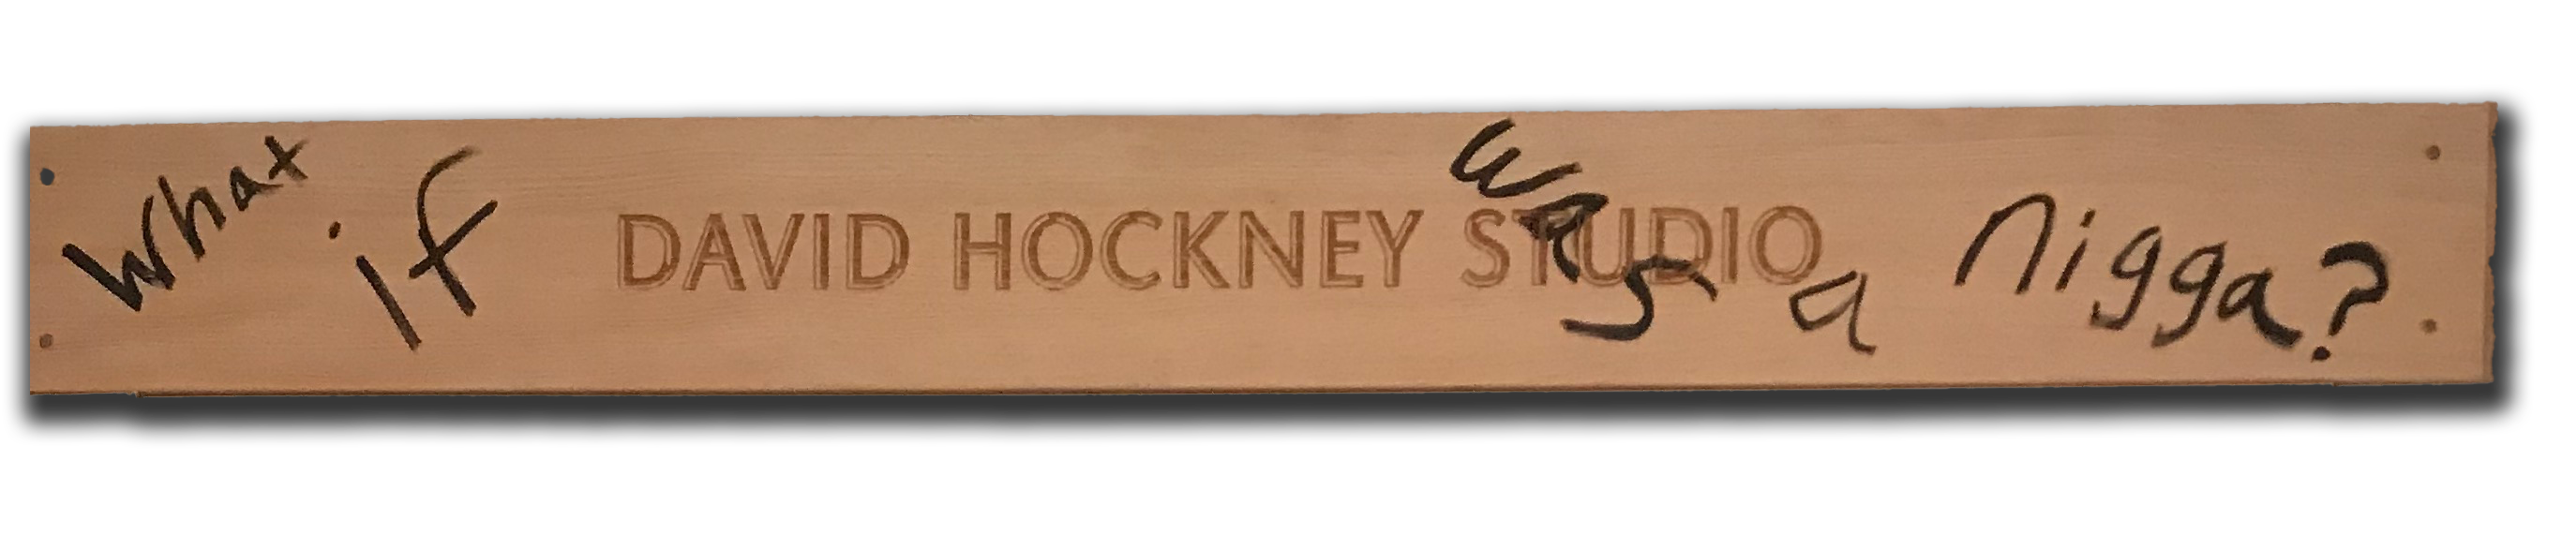 What if DAVID HOCKNEY STUDIO was a nigga?